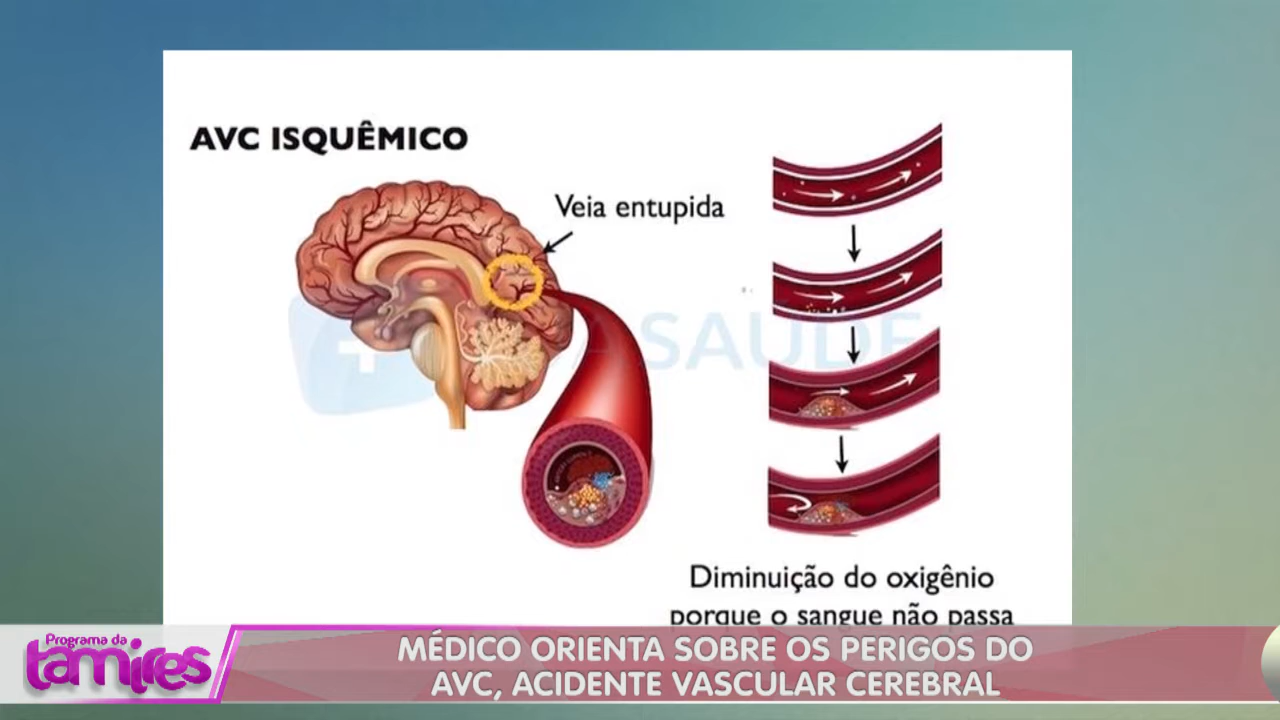 AVC ISQUÊMICO
Veia entupida
ASAUDE
Diminuição do oxigênio
porque o sangue não passa
Programa da
tamires
MÉDICO ORIENTA SOBRE OS PERIGOS DO
AVC, ACIDENTE VASCULAR CEREBRAL